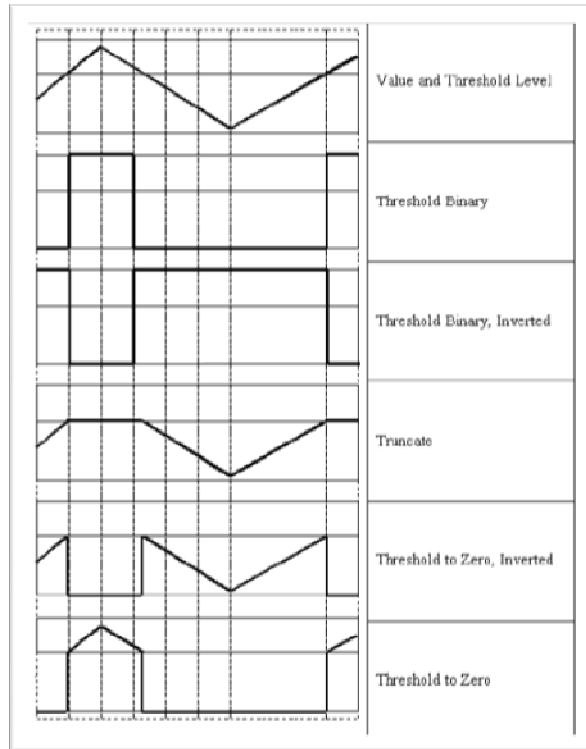 Value and Threshold Level
Threshold Binary
Threshold Binary, Inverted
Truncate
Threshold to Zero, Inverted
Threshold to Zero